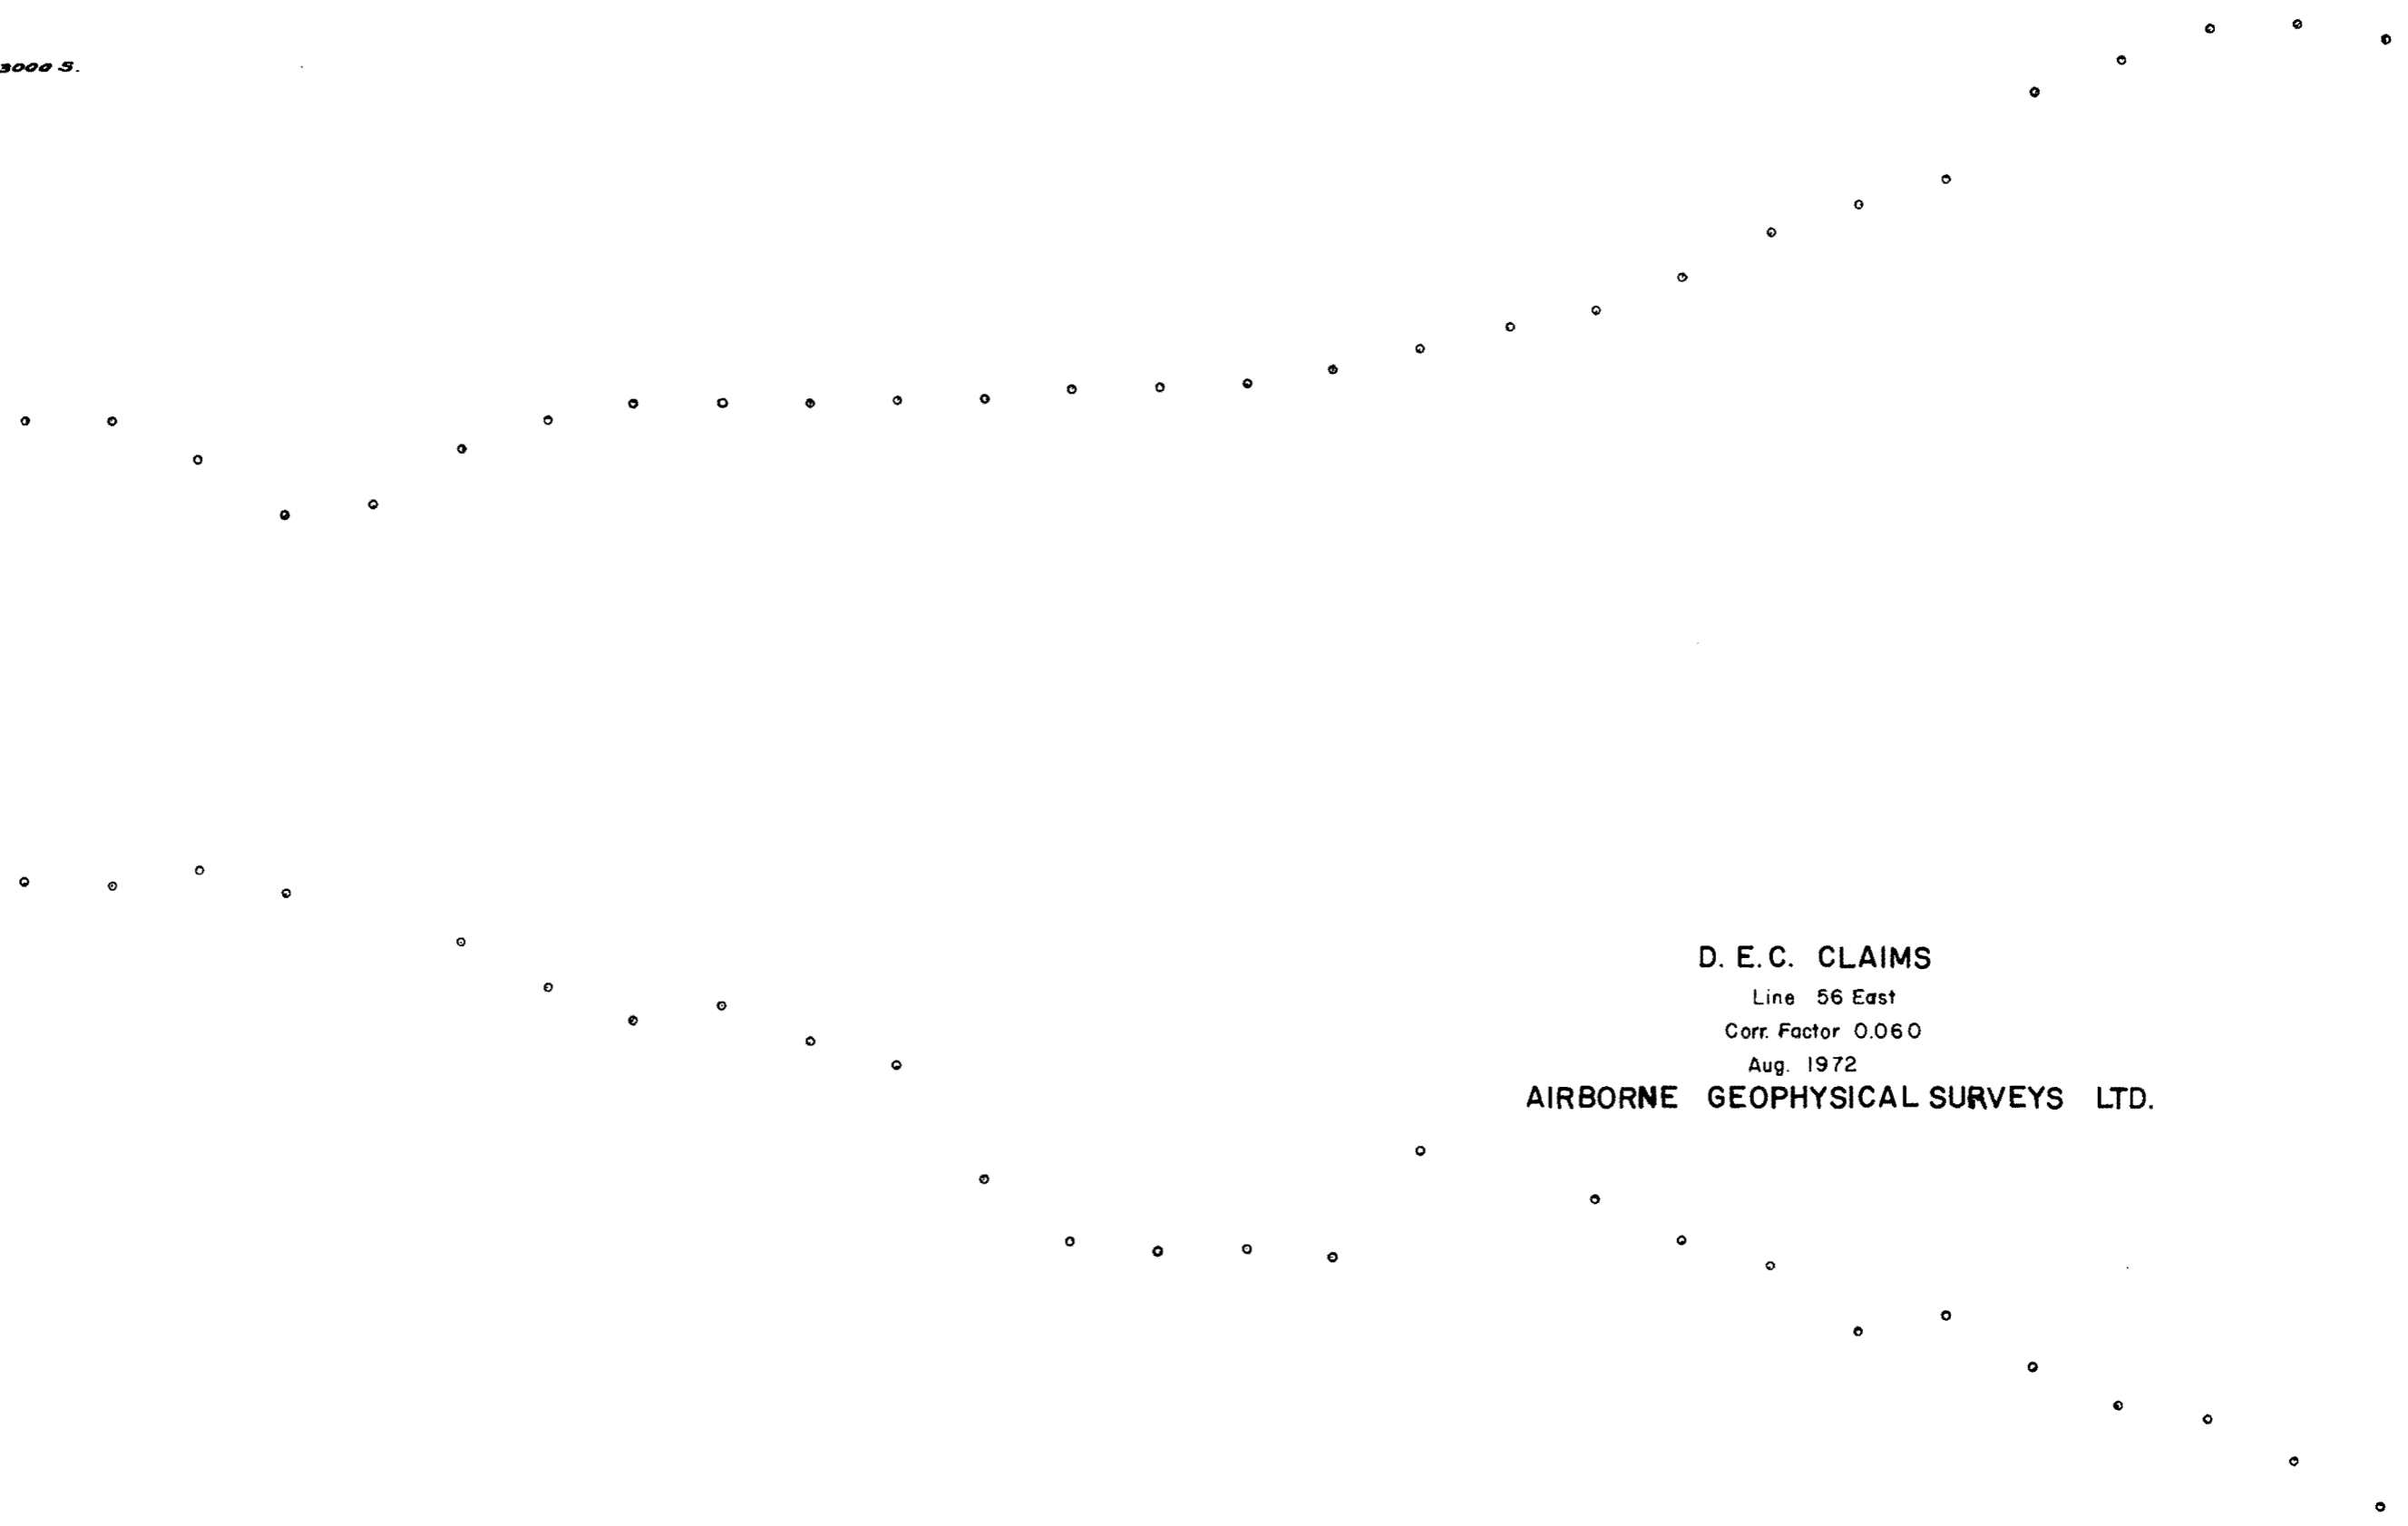 3000 S.
D. E.C. CLAIMS
Line 56 East
Corr. Factor 0.060
Aug. 1972
AIRBORNE GEOPHYSICAL SURVEYS LTD.